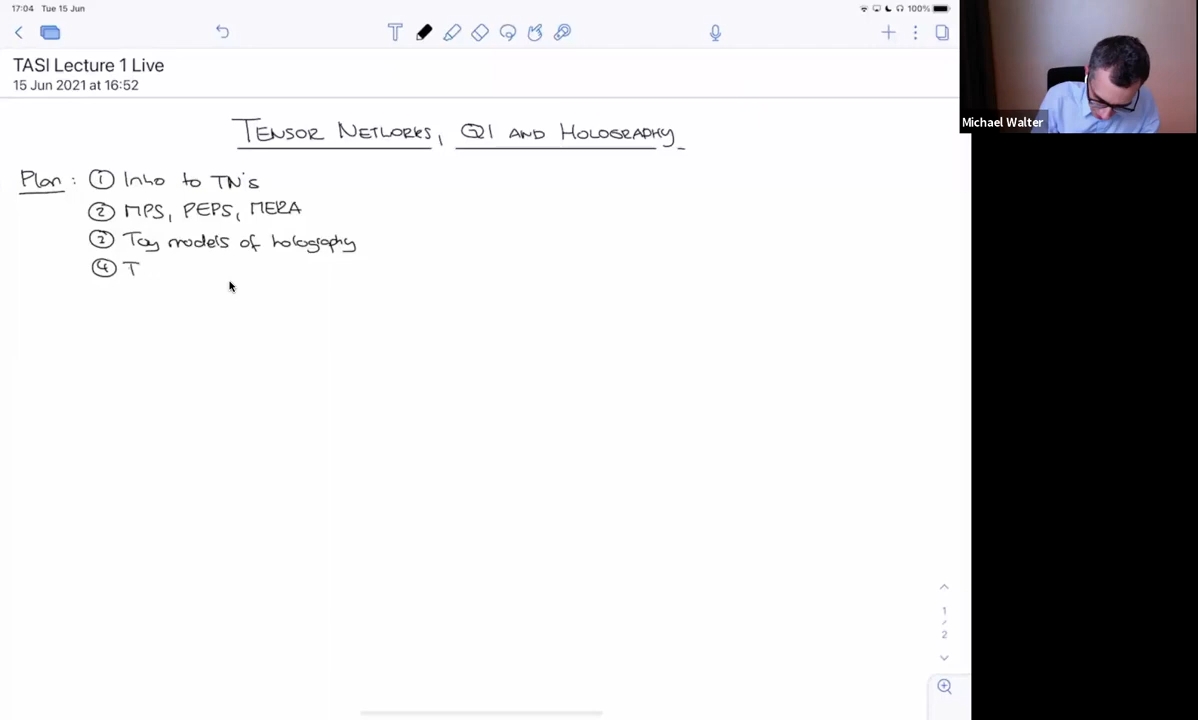 17:04 Tue 15 Jun
100%
TASI Lecture 1 Live
15 Jun 2021 at 16:52
Michael Walter
TENSOR NETWORKS, QI AND HOLOGRAPHY
Plan: ① Intro to TN's
② MPS, PEPS, MERA
③ Toy models of holography
④ T
1
/
2